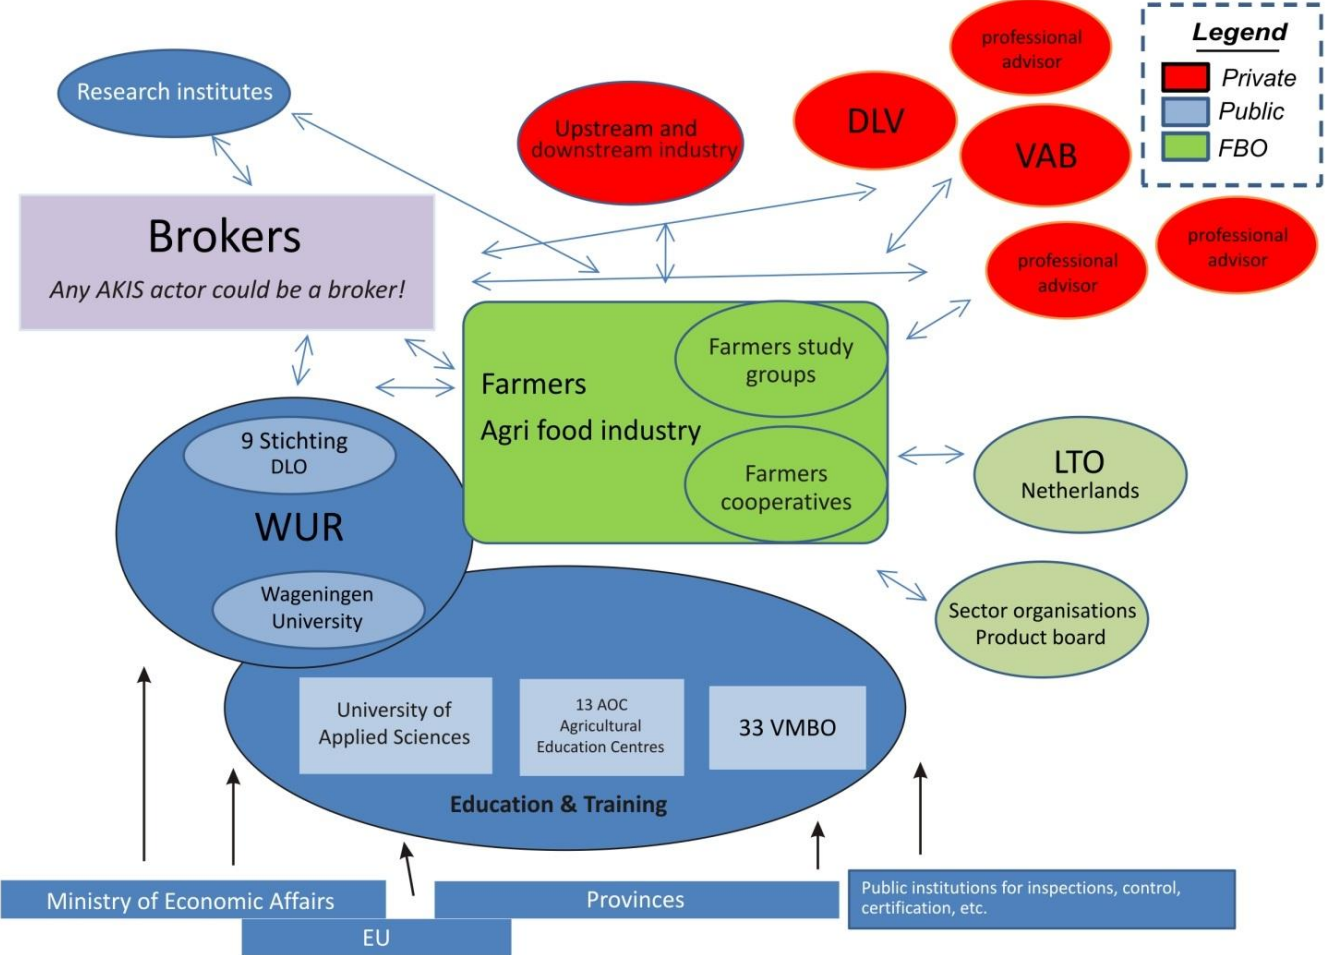 professional
advisor
Legend
Private
Public
FBO
Research institutes
Upstream and
downstream industry
DLV
VAB
professional
advisor
professional
advisor
Brokers
Any AKIS actor could be a broker!
Farmers
Agri food industry
Farmers study
groups
Farmers
cooperatives
9 Stichting
DLO
WUR
Wageningen
University
LTO
Netherlands
Sector organisations
Product board
University of
Applied Sciences
13 AOC
Agricultural
Education Centres
33 VMBO
Education & Training
Ministry of Economic Affairs
EU
Provinces
Public institutions for inspections, control,
certification, etc.